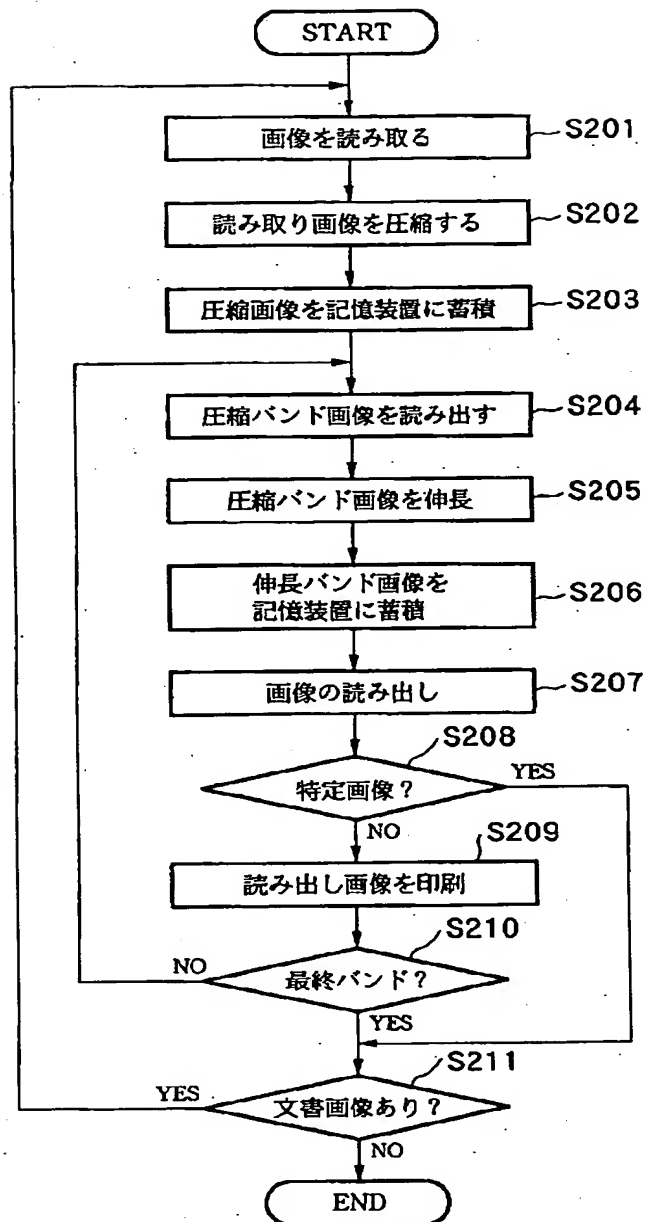 START
画像を読み取る
S201
読み取り画像を圧縮する
S202
圧縮画像を記憶装置に蓄積
S203
圧縮バンド画像を読み出す
S204
圧縮バンド画像を伸長
S205
伸長バンド画像を
記憶装置に蓄積
S206
画像の読み出し
S207
S208
特定画像?
YES
NO
S209
読み出し画像を印刷
S210
NO
最終バンド?
YES
S211
YES
文書画像あり?
NO
END